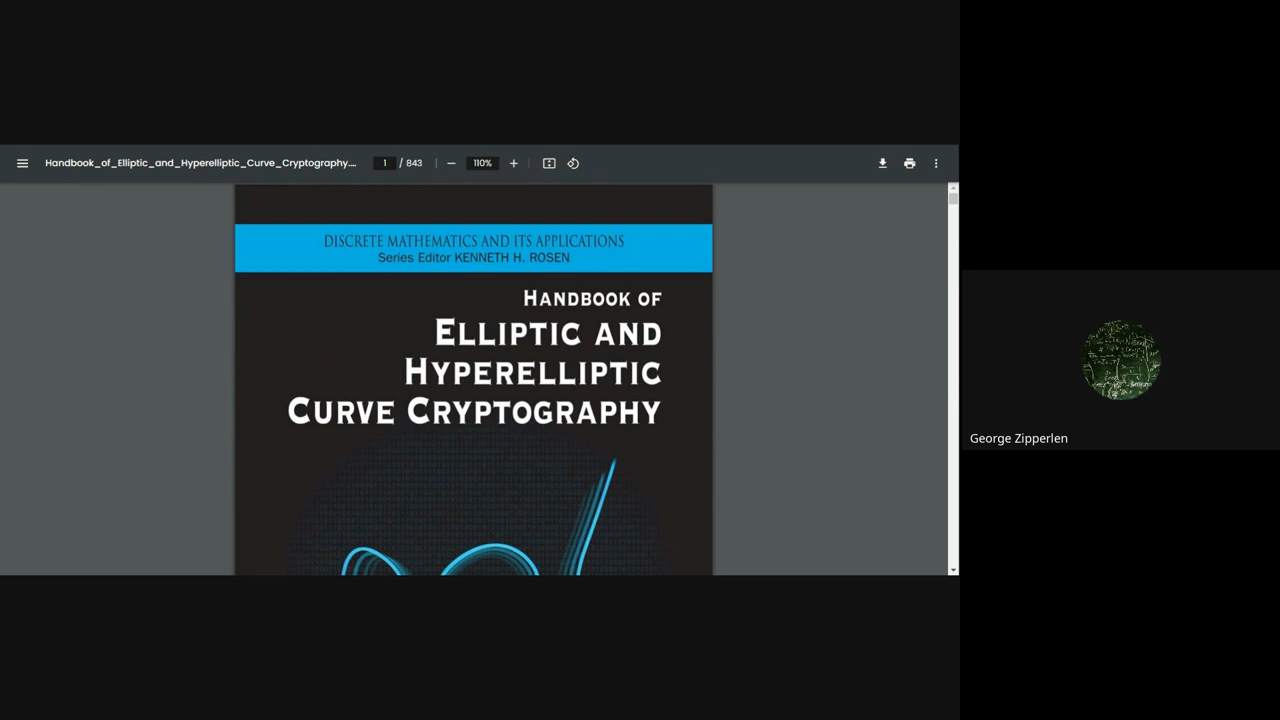 Handbook_of_Elliptic_and_Hyperelliptic_Curve_Cryptography.... 1 / 843 110%
DISCRETE MATHEMATICS AND ITS APPLICATIONS
Series Editor KENNETH H. ROSEN
HANDBOOK OF
ELLIPTIC AND
HYPERELLIPTIC
CURVE CRYPTOGRAPHY
George Zipperlen